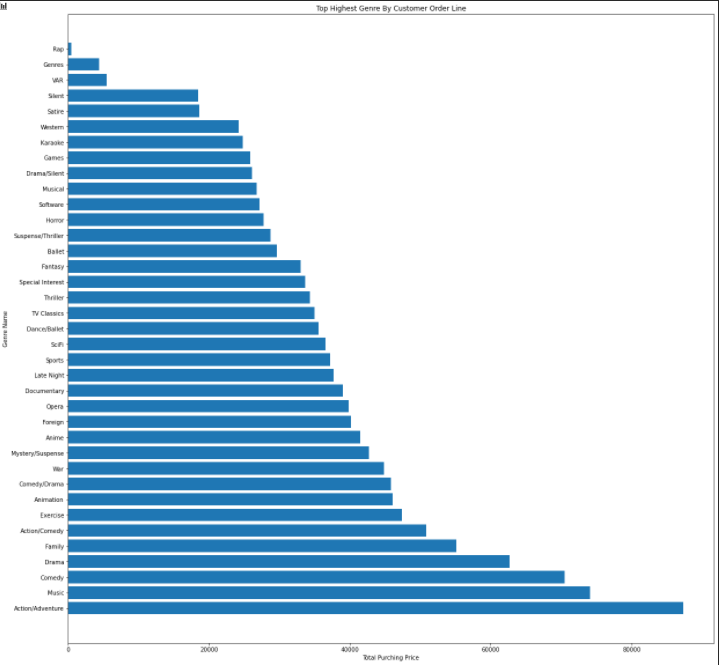 Top Highest Genre By Customer Order Line
Rap
Genres
VAR
Silent
Satire
Western
Karaoke
Games
Drama/Silent
Musical
Software
Horror
Suspense/Thriller
Ballet
Fantasy
Special Interest
Thriller
TV Classics
Dance/Ballet
SciFi
Sports
Late Night
Documentary
Opera
Foreign
Anime
Mystery/Suspense
War
Comedy/Drama
Animation
Exercise
Action/Comedy
Family
Drama
Comedy
Music
Action/Adventure
Genre Name
0 20000 40000 60000 80000
Total Purching Price